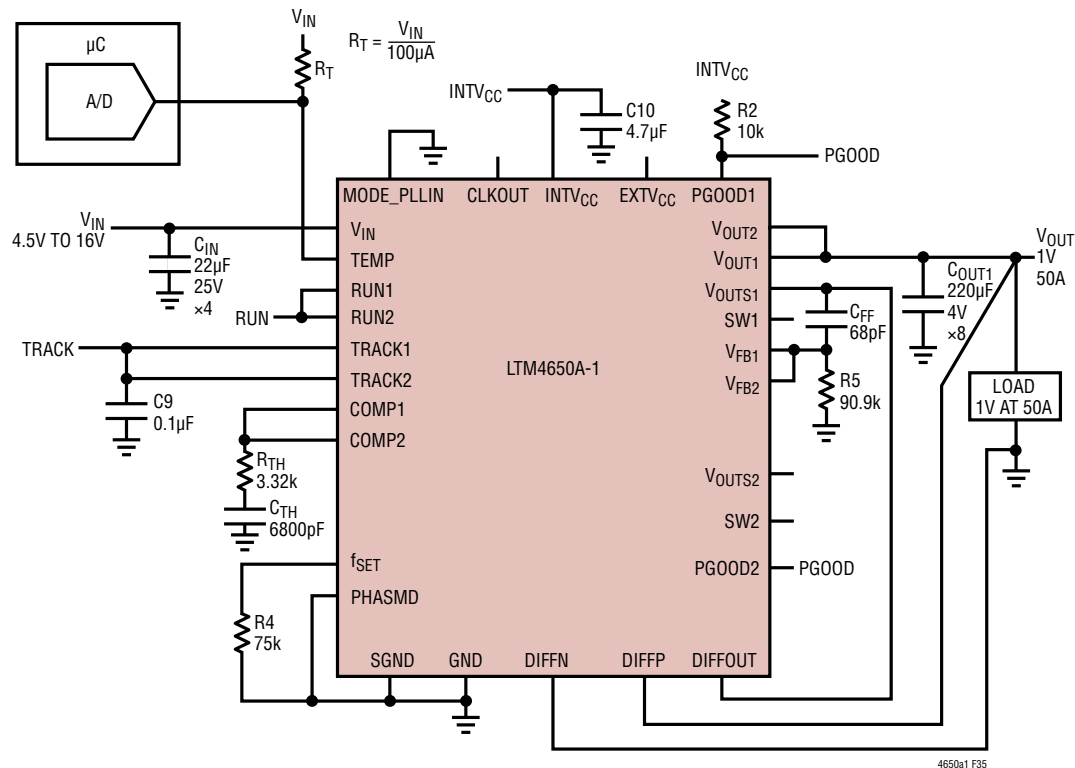 µC
A/D
VIN
RT
RT = VIN
100µA
INTVCC
C10
4.7µF
INTVCC
R2
10k
PGOOD
MODE_PLLIN
CLKOUT
INTVCC
EXTVCC
PGOOD1
VIN
4.5V TO 16V
CIN
22µF
25V
×4
RUN
TRACK
C9
0.1µF
RTH
3.32k
CTH
6800pF
R4
75k
VIN
TEMP
RUN1
RUN2
TRACK1
TRACK2
COMP1
COMP2
fSET
PHASMD
LTM4650A-1
VOUT2
VOUT1
VOUTS1
SW1
VFB1
VFB2
VOUTS2
SW2
PGOOD2
PGOOD
SGND
GND
DIFFN
DIFFP
DIFFOUT
CFF
68pF
R5
90.9k
COUT1
220µF
4V
×8
VOUT
1V
50A
LOAD
1V AT 50A
4650a1 F35